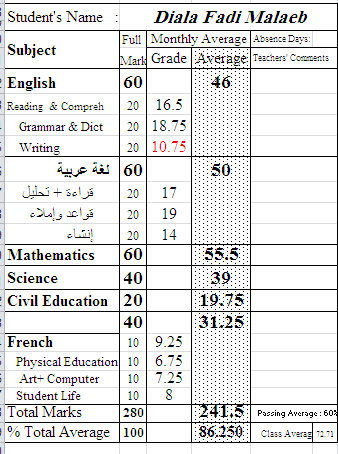 Student's Name : Diala Fadi Malaeb
Subject Full Mark Monthly Average Absence Days:
Grade Average Teachers' Comments
English 60 46
Reading & Compreh 20 16.5
Grammar & Dict 20 18.75
Writing 20 10.75
لغة عربية 60 50
قراءة + تحليل 20 17
قواعد وإملاء 20 19
إنشاء 20 14
Mathematics 60 55.5
Science 40 39
Civil Education 20 19.75
40 31.25
French 10 9.25
Physical Education 10 6.75
Art+ Computer 10 7.25
Student Life 10 8
Total Marks 280 241.5 Passing Average : 60%
% Total Average 100 86.250 Class Averag 72.71